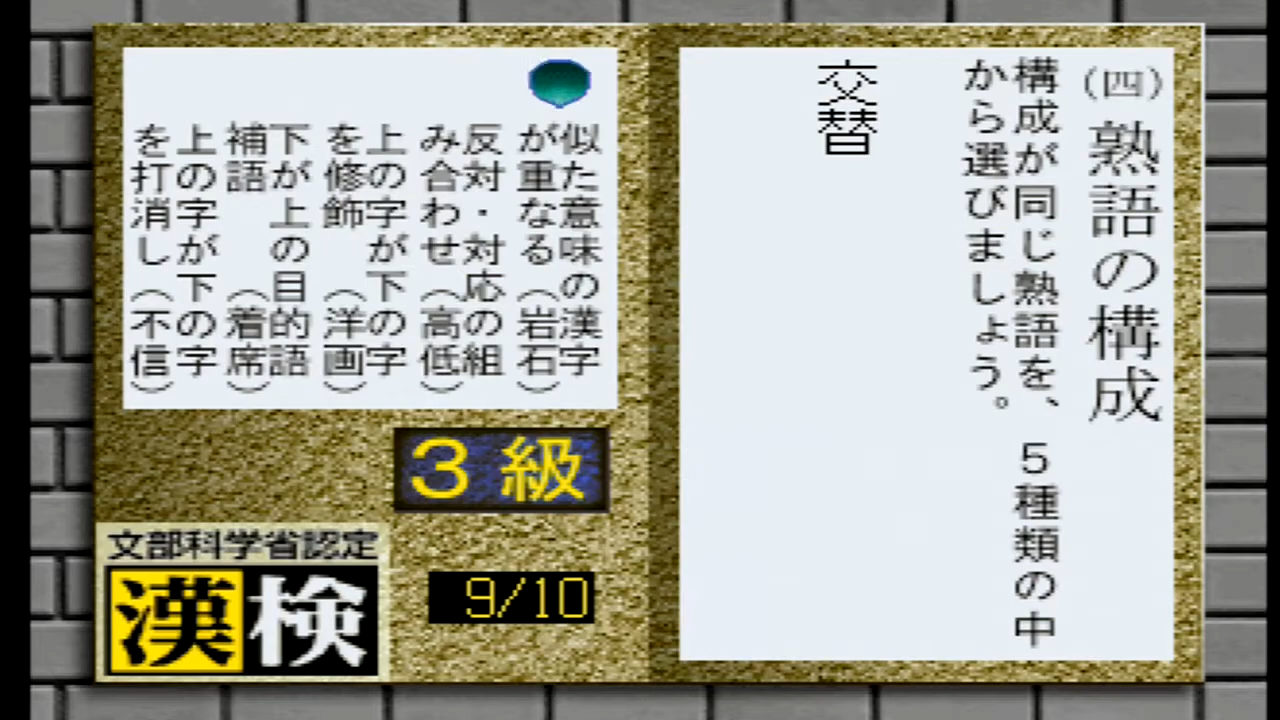 (四)熟語の構成
構成が同じ熟語を、5種類の中
から選びましょう。
交替
似た意味の漢字
が重なる(岩石)
反対・対応の組
み合わせ(高低)
上の字が下の字
を修飾(洋画)
下が上の目的語
補語(着席)
上の字が下の字
を打消し(不信)
3級
文部科学省認定
漢検
9/10